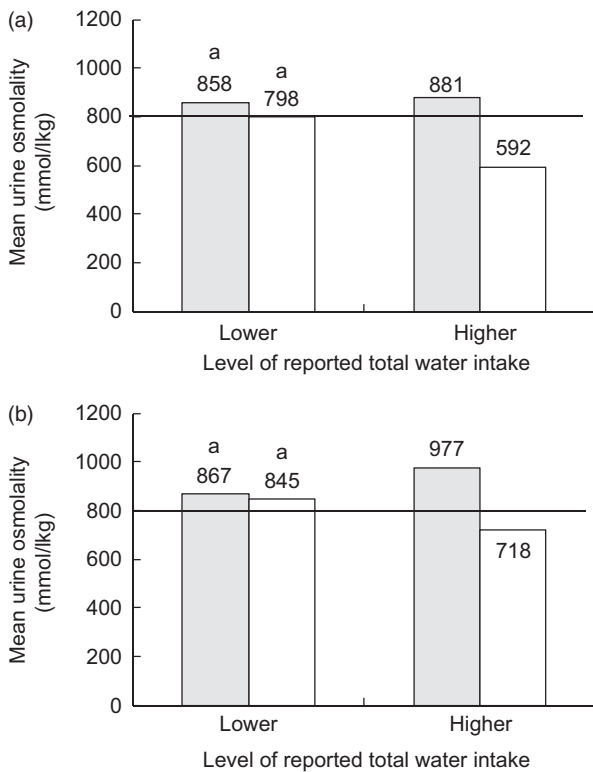 (a)
Mean urine osmolality
(mmol/lkg)
1200
1000
800
600
400
200
0
a
858
a
798
881
592
Lower
Higher
Level of reported total water intake
(b)
Mean urine osmolality
(mmol/lkg)
1200
1000
800
600
400
200
0
a
867
a
845
977
718
Lower
Higher
Level of reported total water intake